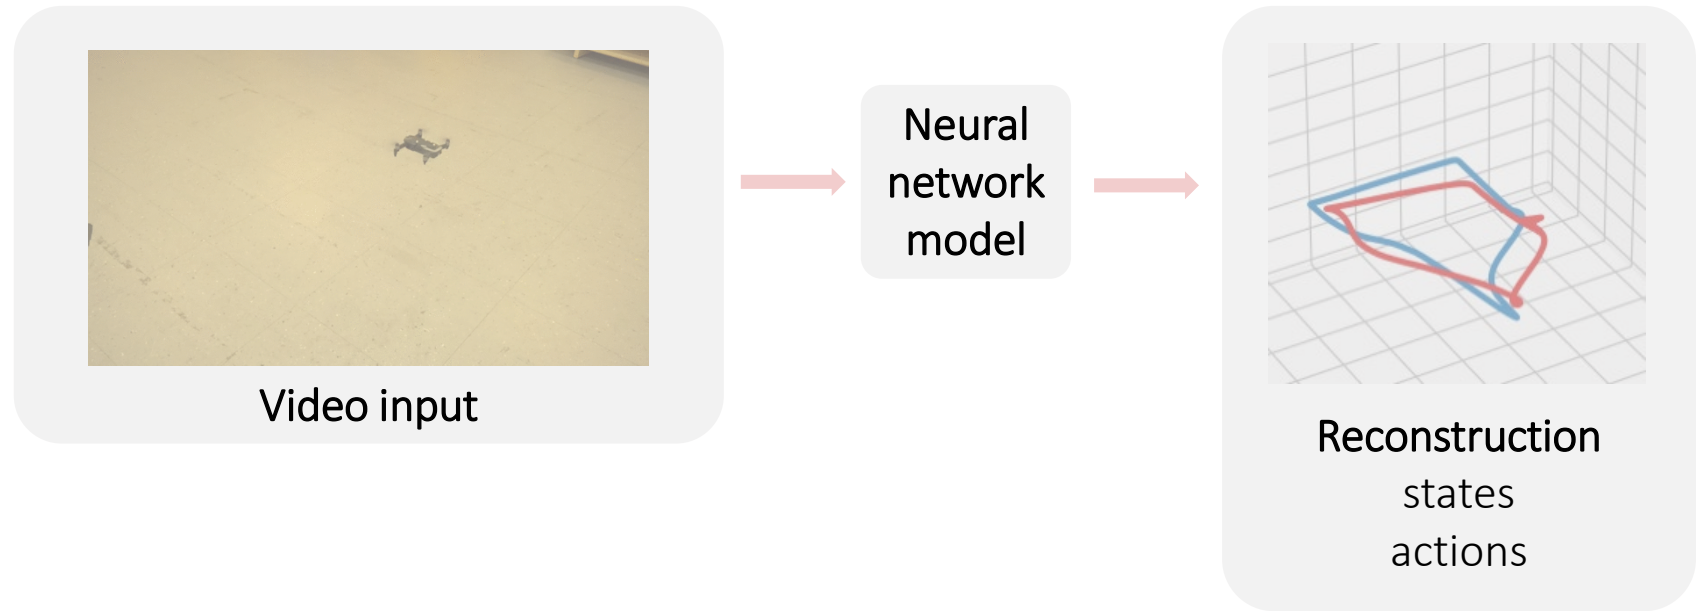 Video input
Neural
network
model
Reconstruction
states
actions